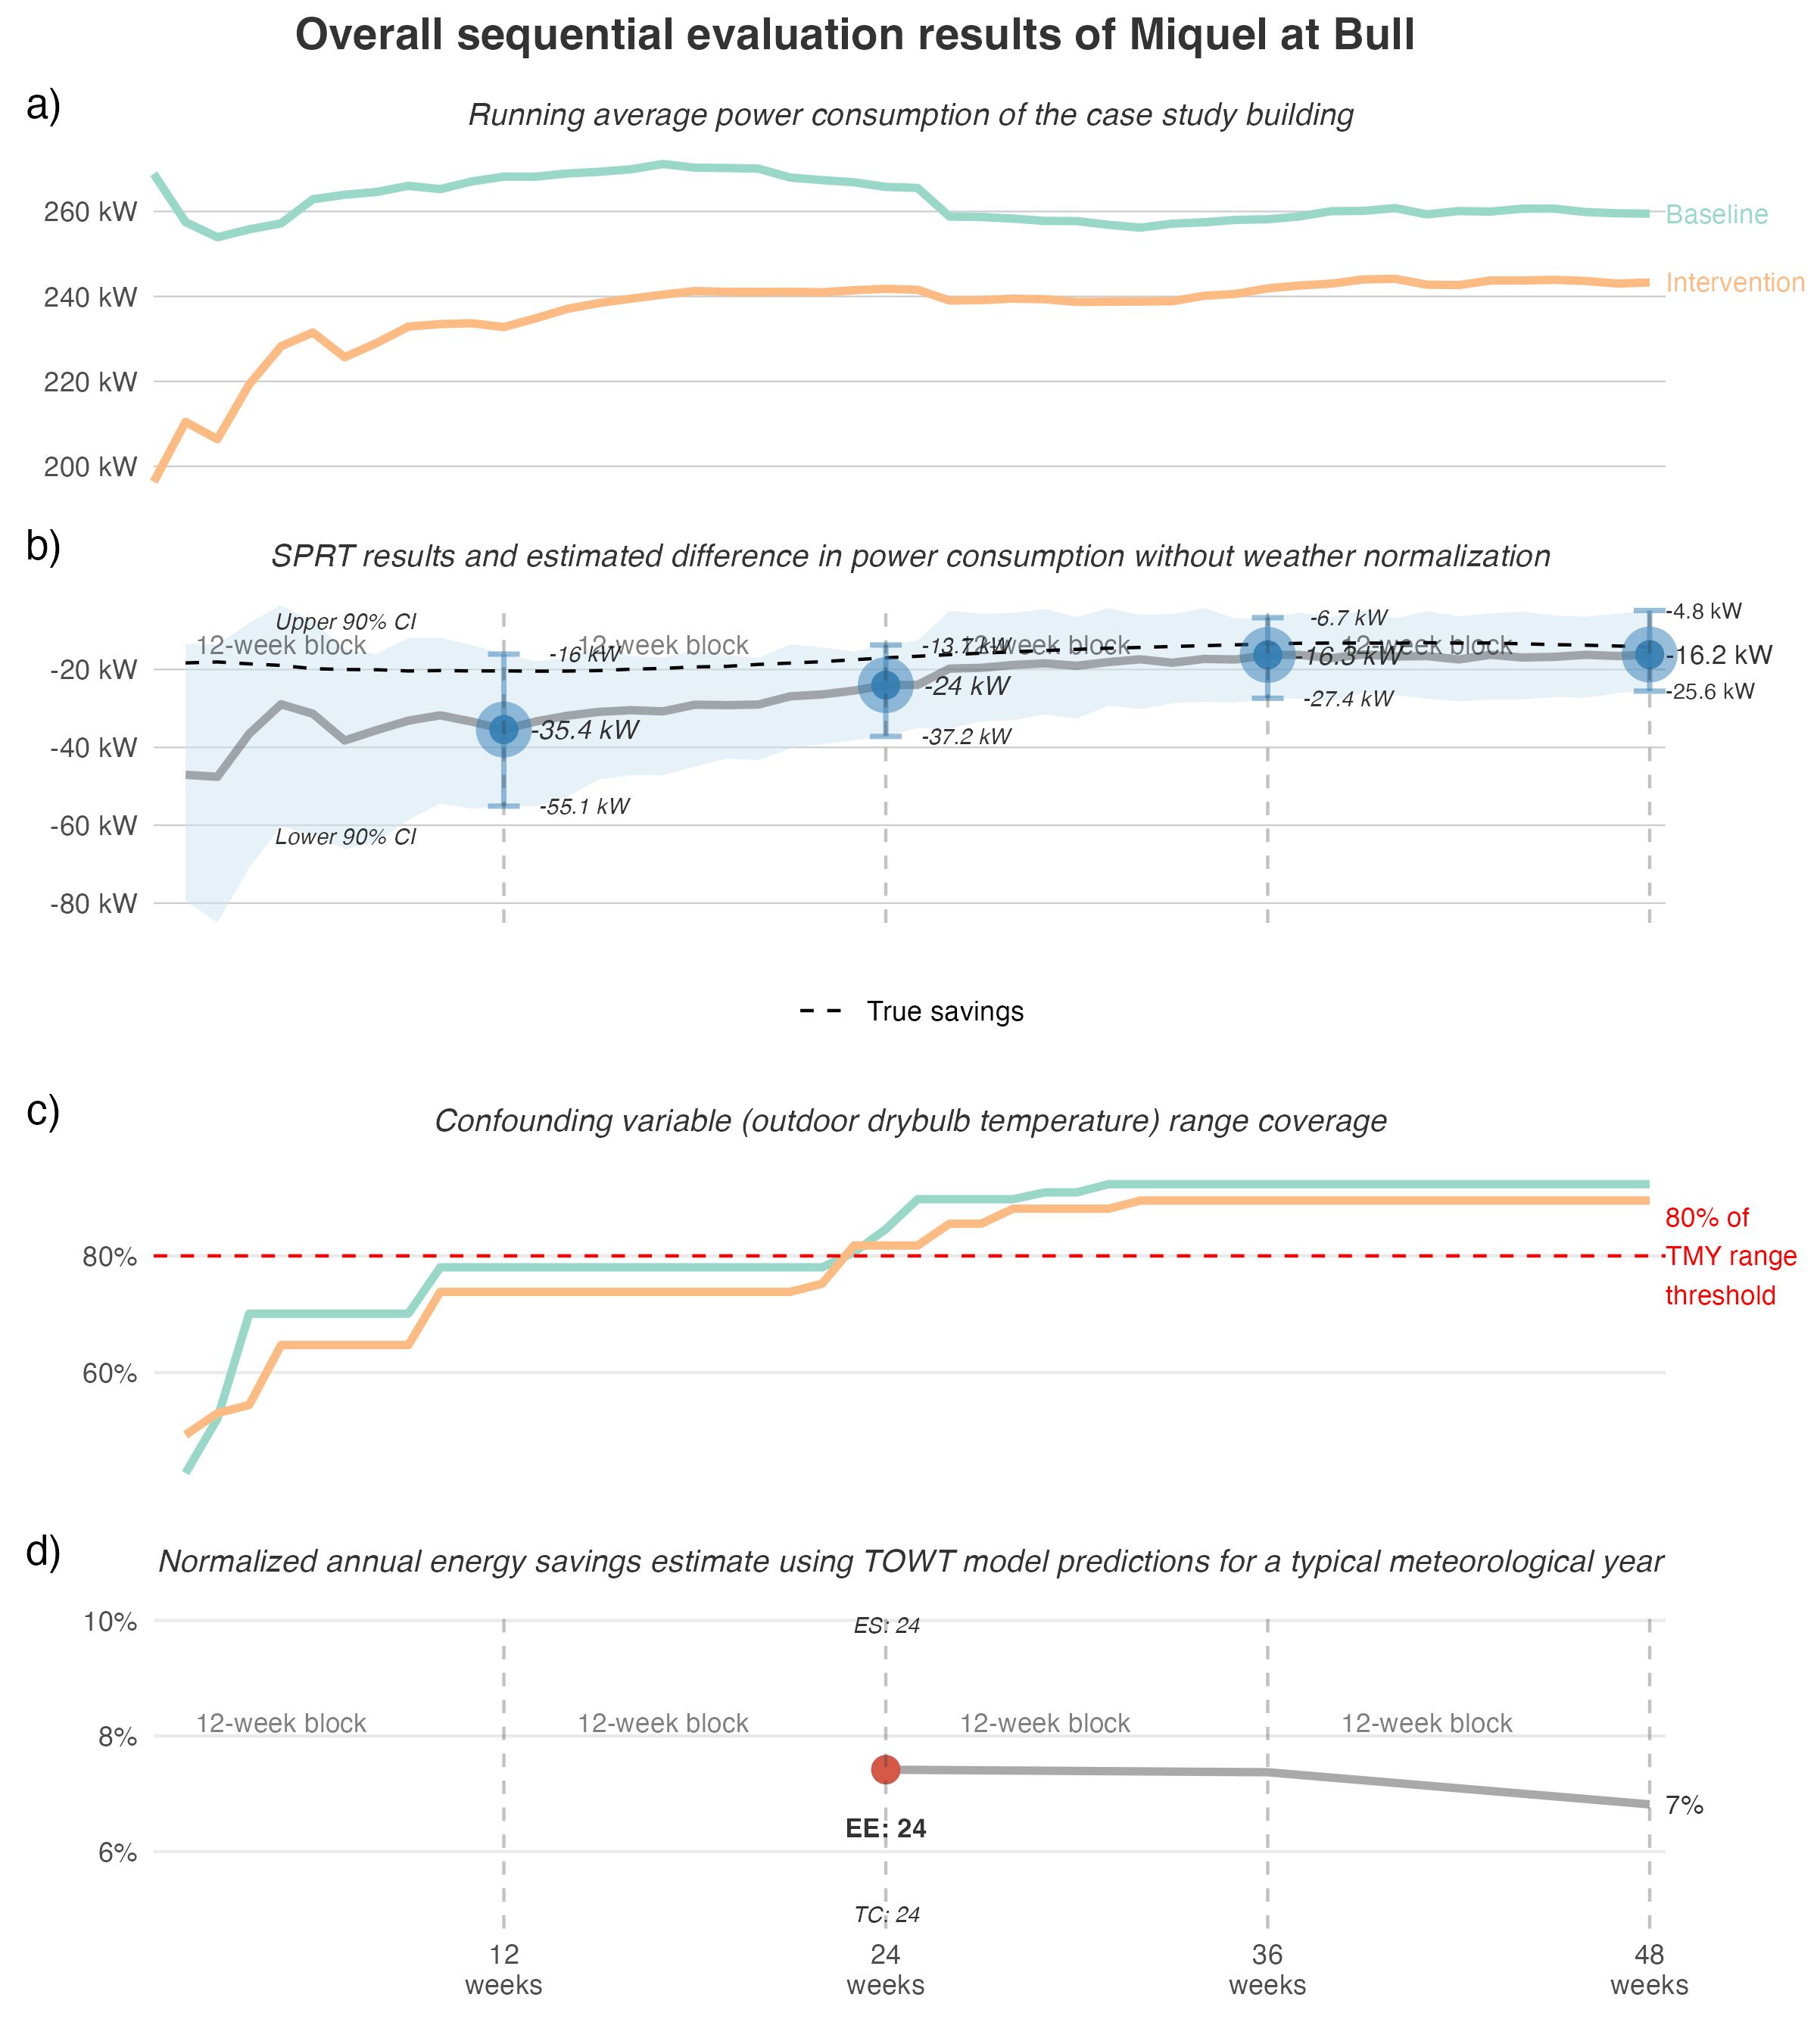 Overall sequential evaluation results of Miquel at Bull
a)
Running average power consumption of the case study building
260 kW
240 kW
220 kW
200 kW
Baseline
Intervention
b)
SPRT results and estimated difference in power consumption without weather normalization
-20 kW
-40 kW
-60 kW
-80 kW
Upper 90% CI
Lower 90% CI
12-week block
12-week block
12-week block
12-week block
-16 kW
-35.4 kW
-55.1 kW
-13.7 kW
-24 kW
-37.2 kW
-6.7 kW
-16.3 kW
-27.4 kW
-4.8 kW
-16.2 kW
-25.6 kW
True savings
c)
Confounding variable (outdoor drybulb temperature) range coverage
80%
60%
80% of
TMY range
threshold
d)
Normalized annual energy savings estimate using TOWT model predictions for a typical meteorological year
10%
8%
6%
ES: 24
12-week block
12-week block
12-week block
12-week block
7%
EE: 24
TC: 24
12
weeks
24
weeks
36
weeks
48
weeks